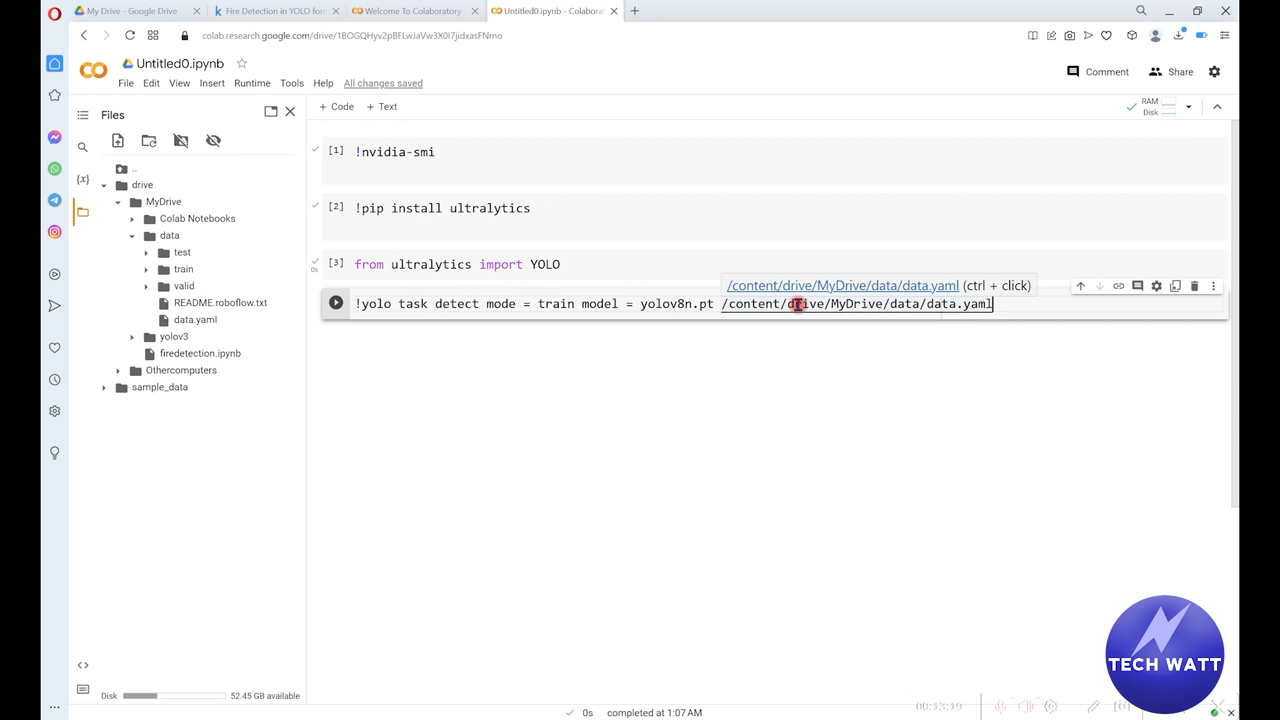 My Drive - Google Drive
Fire Detection in YOLO for
Welcome To Colaboratory
Untitled0.ipynb - Colabora
colab.research.google.com/drive/1BOGQHyv2pBFLwJaVw3X0I7jidxasFNmo
Untitled0.ipynb
File Edit View Insert Runtime Tools Help All changes saved
Comment Share
Files
+ Code + Text
RAM
Disk
..
drive
MyDrive
Colab Notebooks
data
test
train
valid
README.roboflow.txt
data.yaml
yolov3
firedetection.ipynb
Othercomputers
sample_data
{x}
[1] !nvidia-smi
[2] !pip install ultralytics
[3] from ultralytics import YOLO
0s
/content/drive/MyDrive/data/data.yaml (ctrl + click)
!yolo task detect mode = train model = yolov8n.pt /content/drive/MyDrive/data/data.yaml
TECH WATT
Disk 52.45 GB available
00:13:19
0s completed at 1:07 AM